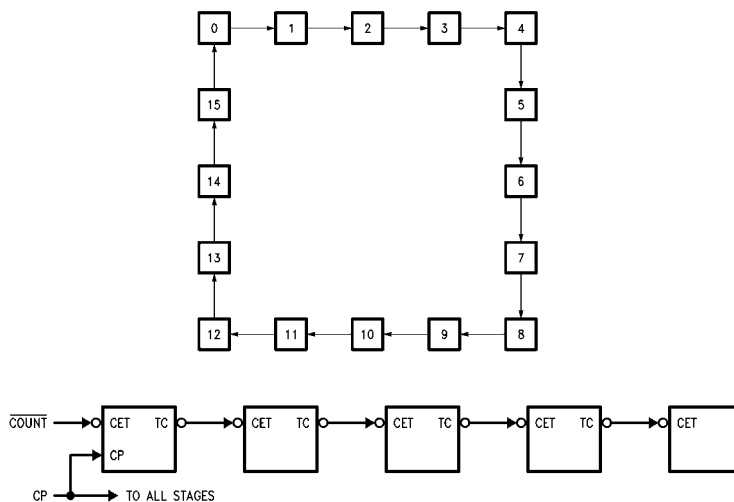 0 1 2 3 4
15 5
14 6
13 7
12 11 10 9 8
COUNT CET TC CET TC CET TC CET TC CET
CP
CP TO ALL STAGES